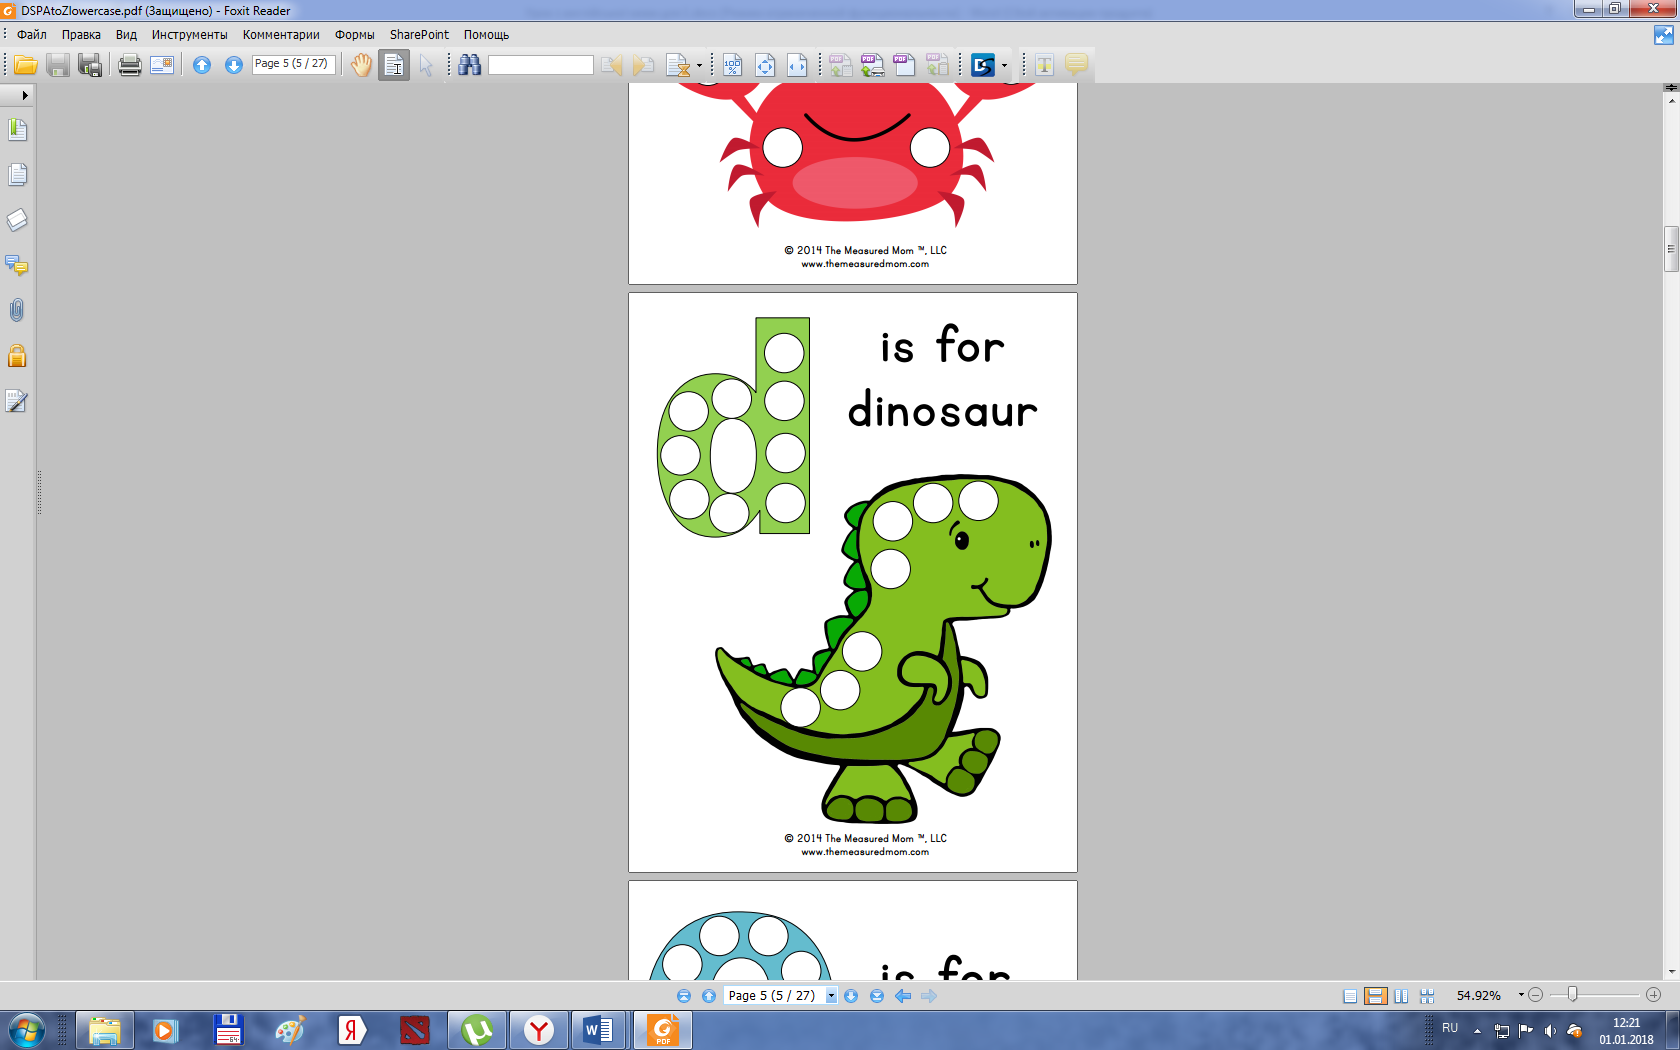 DSPAtoZlowercase.pdf (Защищено) - Foxit Reader
Файл Правка Вид Инструменты Комментарии Формы SharePoint Помощь
Page 5 (5 / 27)
© 2014 The Measured Mom ™, LLC
www.themeasuredmom.com
d is for
dinosaur
© 2014 The Measured Mom ™, LLC
www.themeasuredmom.com
is for
Page 5 (5 / 27)
54.92%
RU
12:21
01.01.2018